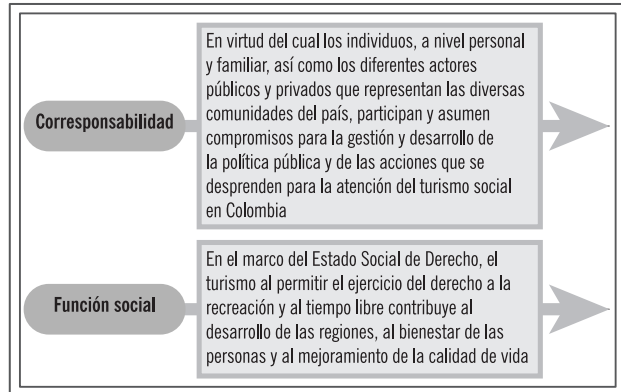 Corresponsabilidad
En virtud del cual los individuos, a nivel personal
y familiar, así como los diferentes actores
públicos y privados que representan las diversas
comunidades del país, participan y asumen
compromisos para la gestión y desarrollo de
la política pública y de las acciones que se
desprenden para la atención del turismo social
en Colombia
Función social
En el marco del Estado Social de Derecho, el
turismo al permitir el ejercicio del derecho a la
recreación y al tiempo libre contribuye al
desarrollo de las regiones, al bienestar de las
personas y al mejoramiento de la calidad de vida